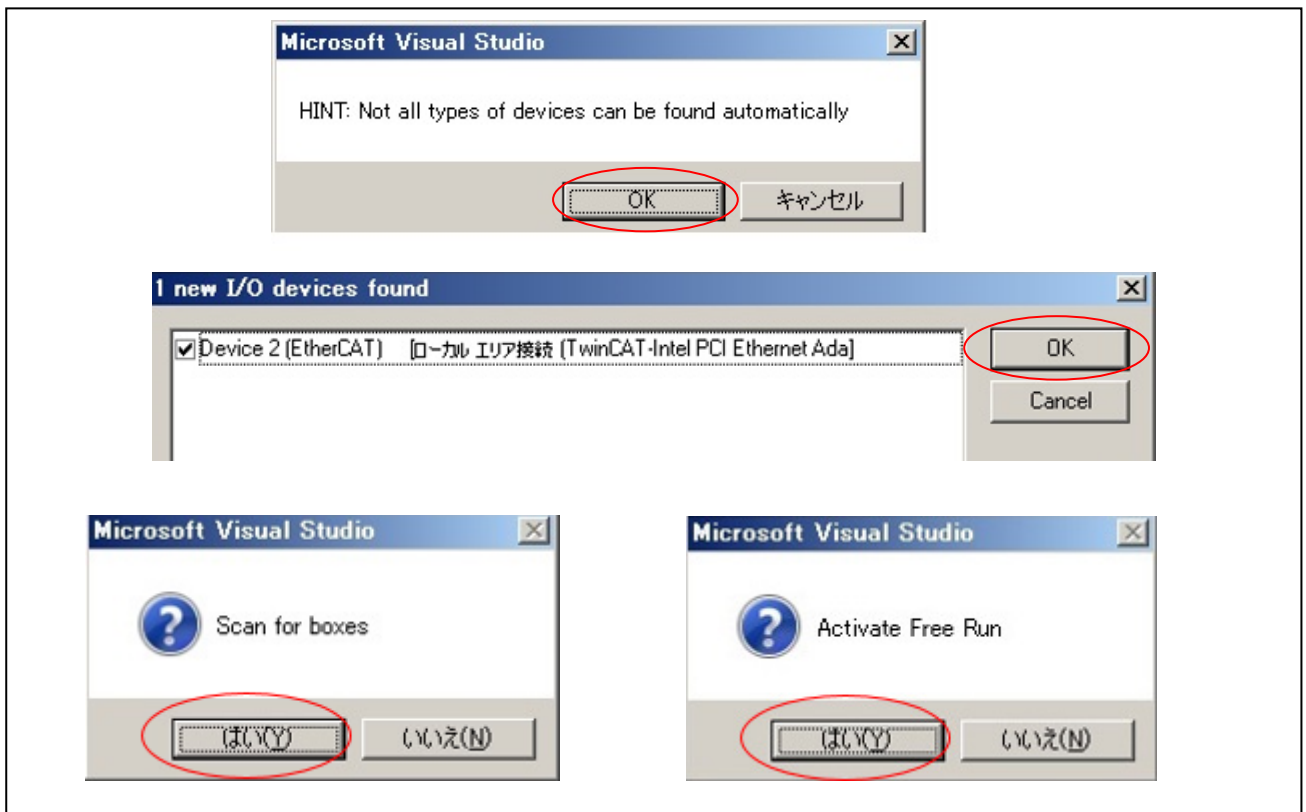 Microsoft Visual Studio
HINT: Not all types of devices can be found automatically
OK
キャンセル
1 new I/O devices found
Device 2 (EtherCAT) [ローカル エリア接続 (TwinCAT-Intel PCI Ethernet Ada]
OK
Cancel
Microsoft Visual Studio
Scan for boxes
はい(Y)
いいえ(N)
Microsoft Visual Studio
Activate Free Run
はい(Y)
いいえ(N)